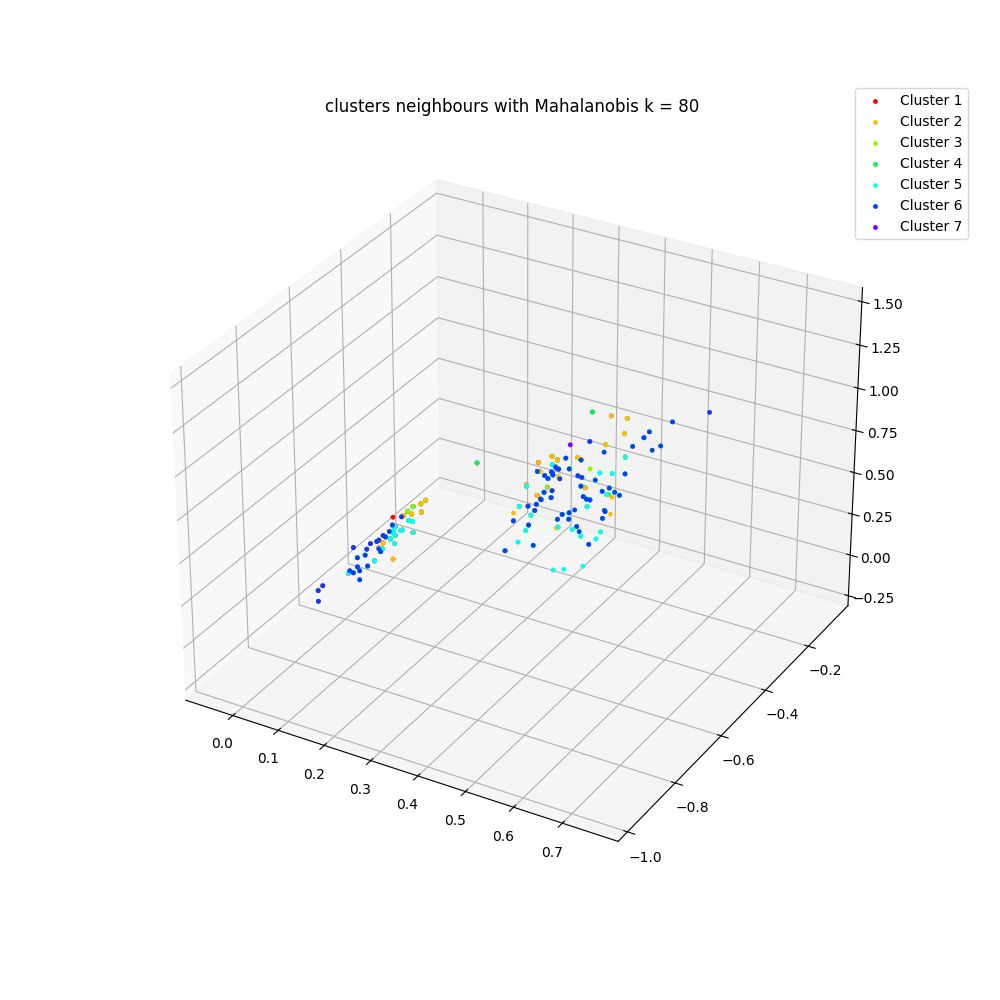 clusters neighbours with Mahalanobis k = 80
Cluster 1
Cluster 2
Cluster 3
Cluster 4
Cluster 5
Cluster 6
Cluster 7
1.50
1.25
1.00
0.75
0.50
0.25
0.00
−0.25
−0.2
−0.4
−0.6
−0.8
−1.0
0.0
0.1
0.2
0.3
0.4
0.5
0.6
0.7